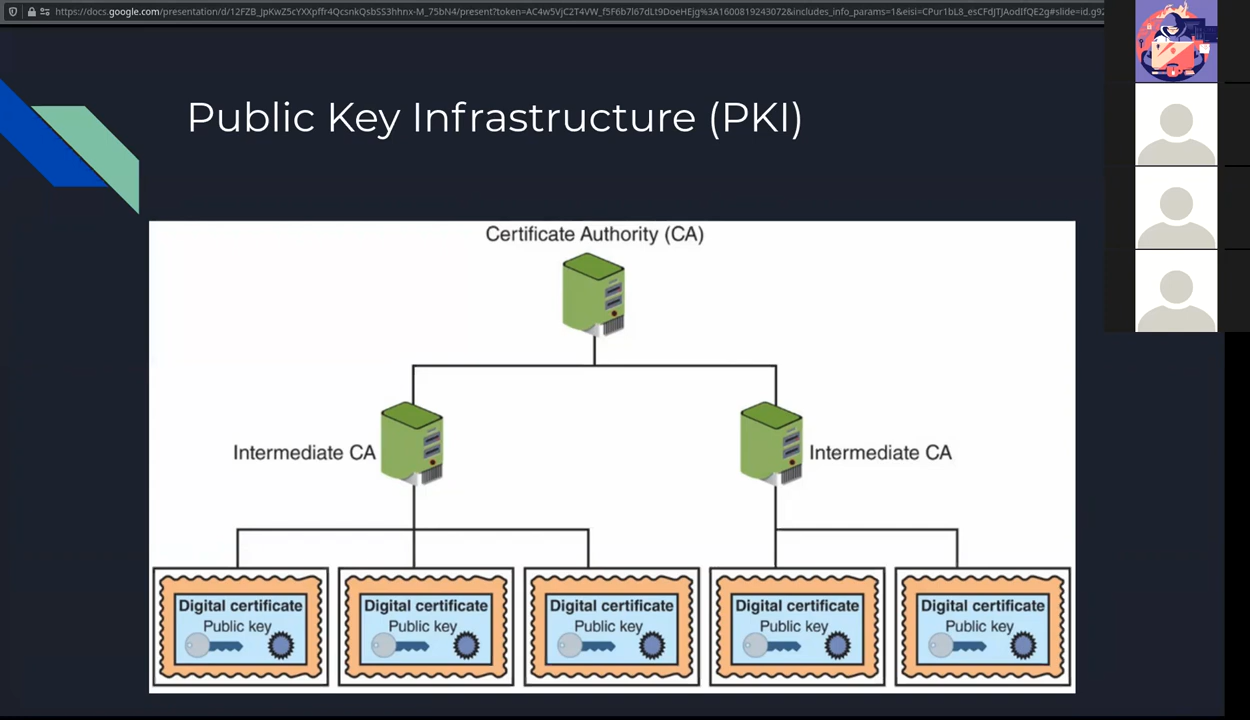 https://docs.google.com/presentation/d/12FZB_JpKwZ5cYXXpffr4QcsnkQsbSS3hhnx-M_75bN4/present?token=AC4w5VjC2T4VW_f5F6b7l67dLt9DoeHEjg%3A1600819243072&includes_info_params=1&eisi=CPur1bL8_esCFdJTJAodIfQE2g#slide=id.g92
Public Key Infrastructure (PKI)
Certificate Authority (CA)
Intermediate CA
Intermediate CA
Digital certificate
Public key
Digital certificate
Public key
Digital certificate
Public key
Digital certificate
Public key
Digital certificate
Public key